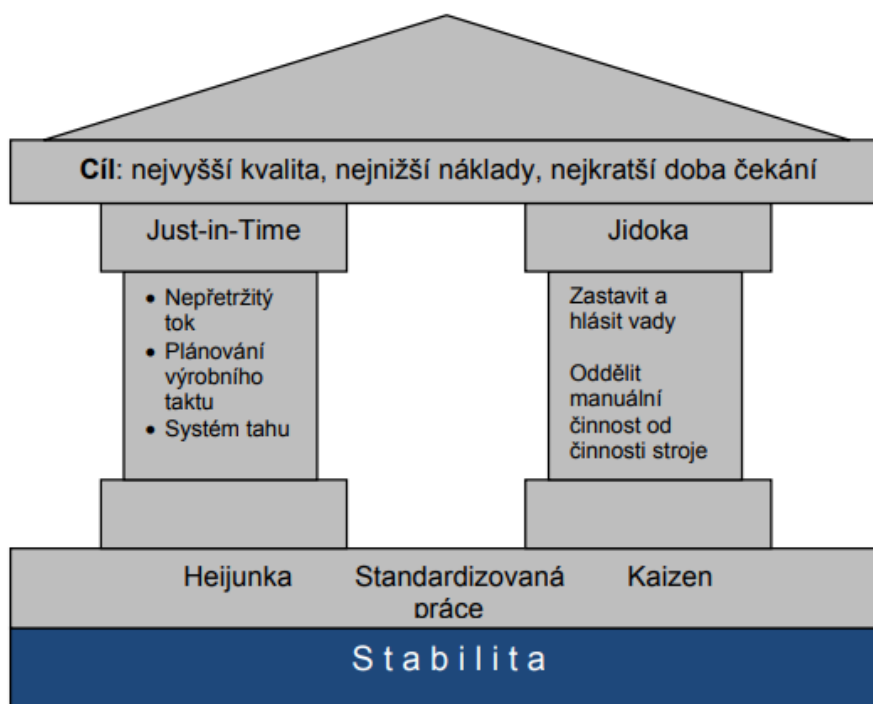 Cíl: nejvyšší kvalita, nejnižší náklady, nejkratší doba čekání
Just-in-Time
• Nepřetržitý
tok
• Plánování
výrobního
taktu
• Systém tahu
Jidoka
Zastavit a
hlásit vady
Oddělit
manuální
činnost od
činnosti stroje
Heijunka
Standardizovaná
práce
Kaizen
Stabilita